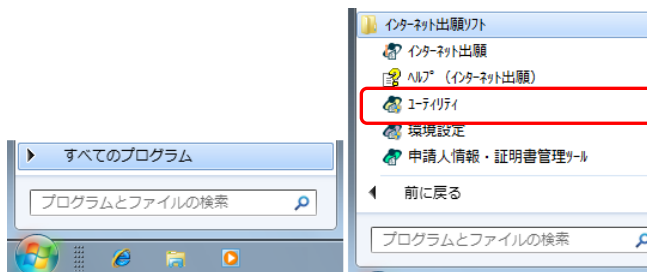 すべてのプログラム
プログラムとファイルの検索
インターネット出願ソフト
インターネット出願
ヘルプ (インターネット出願)
ユーティリティ
環境設定
申請人情報・証明書管理ツール
前に戻る
プログラムとファイルの検索